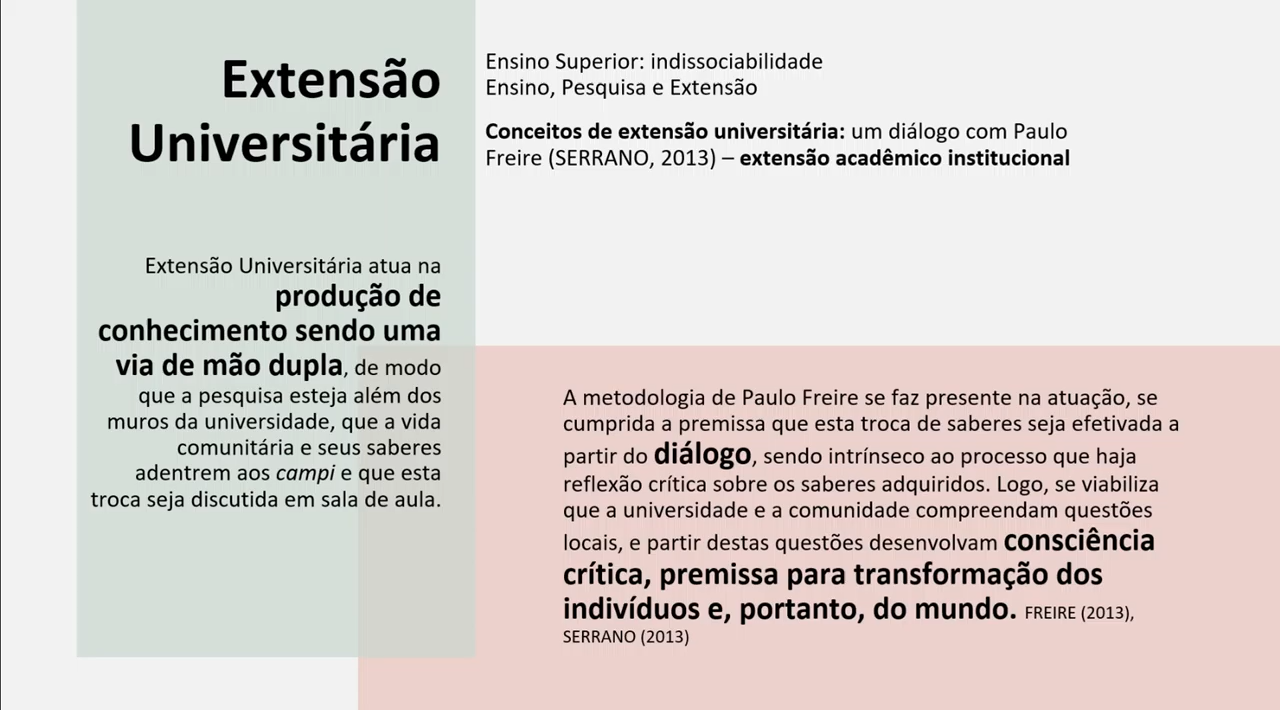 Extensão
Universitária
Extensão Universitária atua na
produção de
conhecimento sendo uma
via de mão dupla, de modo
que a pesquisa esteja além dos
muros da universidade, que a vida
comunitária e seus saberes
adentrem aos campi e que esta
troca seja discutida em sala de aula.
Ensino Superior: indissociabilidade
Ensino, Pesquisa e Extensão
Conceitos de extensão universitária: um diálogo com Paulo
Freire (SERRANO, 2013) – extensão acadêmico institucional
A metodologia de Paulo Freire se faz presente na atuação, se
cumprida a premissa que esta troca de saberes seja efetivada a
partir do diálogo, sendo intrínseco ao processo que haja
reflexão crítica sobre os saberes adquiridos. Logo, se viabiliza
que a universidade e a comunidade compreendam questões
locais, e partir destas questões desenvolvam consciência
crítica, premissa para transformação dos
indivíduos e, portanto, do mundo. FREIRE (2013),
SERRANO (2013)